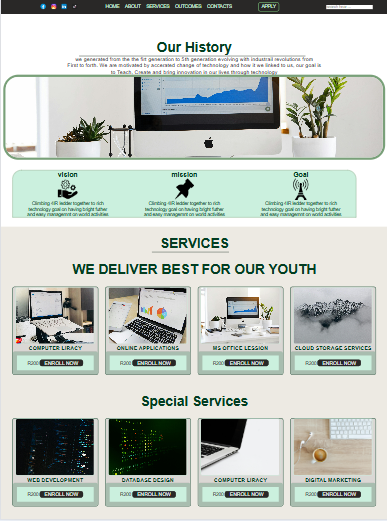 HOME ABOUT SERVICES OUTCOMES CONTACTS APPLY
Our History
we generated from the the fist generation to 5th generation evolving with industrail revolutions from
First to forth. We are motivated by accerated change of technology and how it we linked to us, our goal is
to Teach, Create and bring innovation in our lives through technology
vision mission Goal
Climbing 4IR ladder together to rich Climbing 4IR ladder together to rich Climbing 4IR ladder together to rich
technology goal on having bright futher technology goal on having bright futher technology goal on having bright futher
and easy managemnt on world activities and easy managemnt on world activities and easy managemnt on world activities
SERVICES
WE DELIVER BEST FOR OUR YOUTH
COMPUTER LIRACY ONLINE APPLICATIONS MS OFFICE LESSION CLOUD STORAGE SERVICES
R200 ENROLL NOW R200 ENROLL NOW R200 ENROLL NOW R200 ENROLL NOW
Special Services
WEB DEVELOPMENT DATABASE DESIGN COMPUTER LIRACY DIGITAL MARKETING
R200 ENROLL NOW R200 ENROLL NOW R200 ENROLL NOW R200 ENROLL NOW